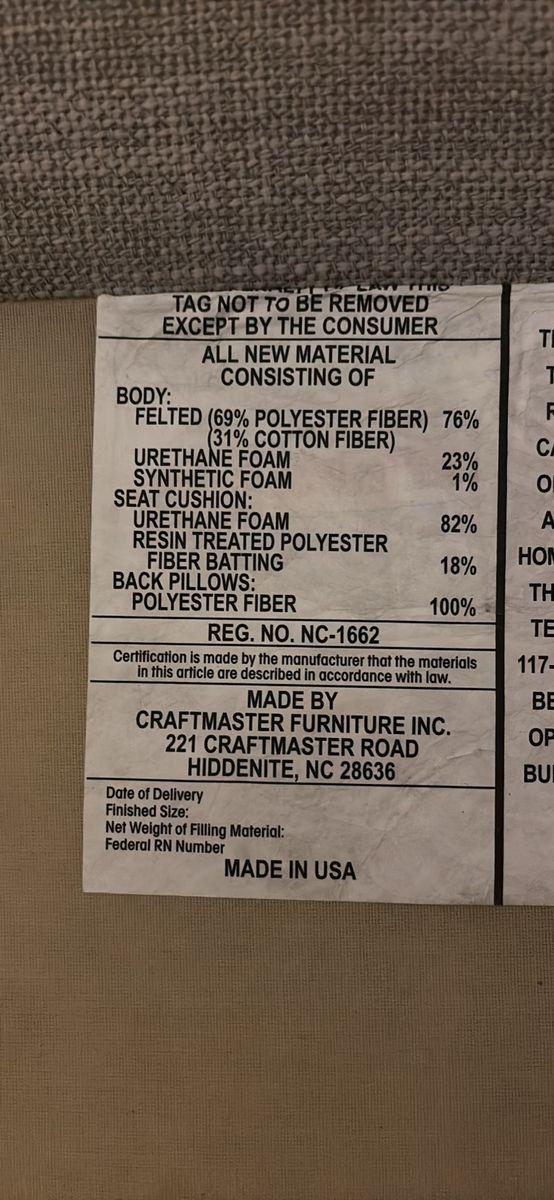 LAW THIS
TAG NOT TO BE REMOVED
EXCEPT BY THE CONSUMER
ALL NEW MATERIAL
CONSISTING OF
BODY:
FELTED (69% POLYESTER FIBER) 76%
(31% COTTON FIBER)
URETHANE FOAM 23%
SYNTHETIC FOAM 1%
SEAT CUSHION:
URETHANE FOAM 82%
RESIN TREATED POLYESTER
FIBER BATTING 18%
BACK PILLOWS:
POLYESTER FIBER 100%
REG. NO. NC-1662
Certification is made by the manufacturer that the materials
in this article are described in accordance with law.
MADE BY
CRAFTMASTER FURNITURE INC.
221 CRAFTMASTER ROAD
HIDDENITE, NC 28636
Date of Delivery
Finished Size:
Net Weight of Filling Material:
Federal RN Number
MADE IN USA
117-